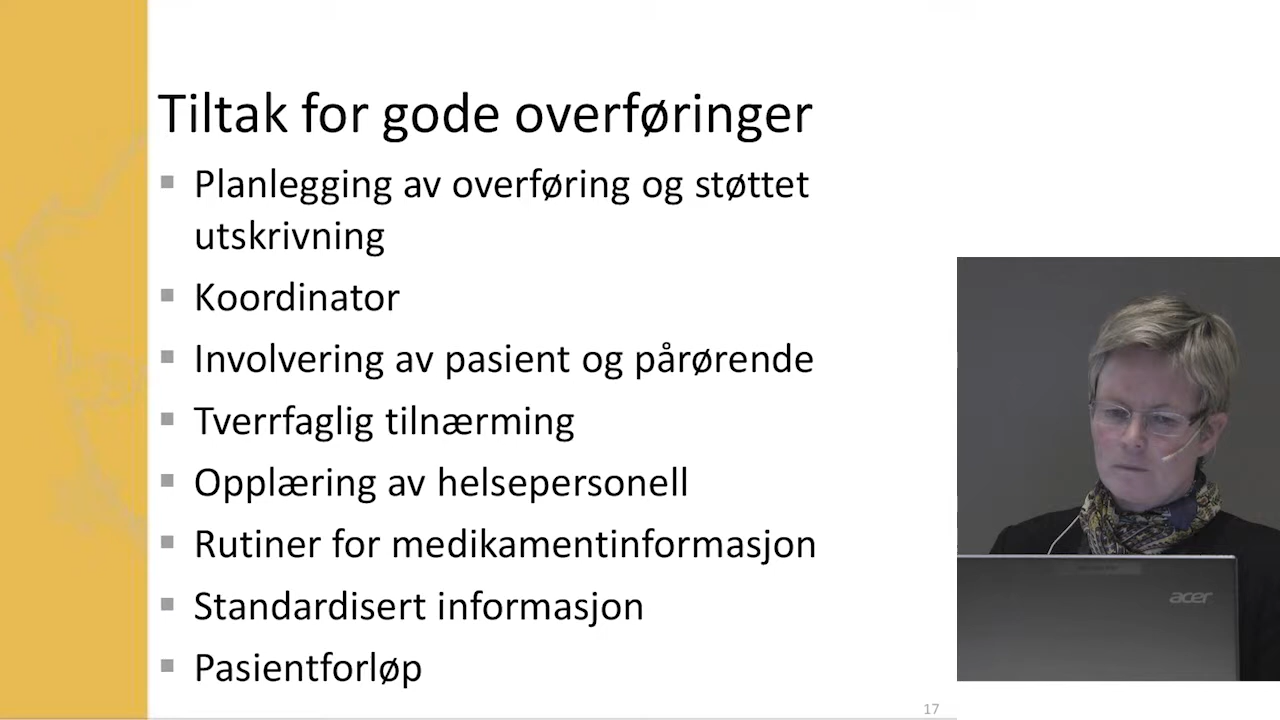 Tiltak for gode overføringer
Planlegging av overføring og støttet
utskrivning
Koordinator
Involvering av pasient og pårørende
Tverrfaglig tilnærming
Opplæring av helsepersonell
Rutiner for medikamentinformasjon
Standardisert informasjon
Pasientforløp
17
acer